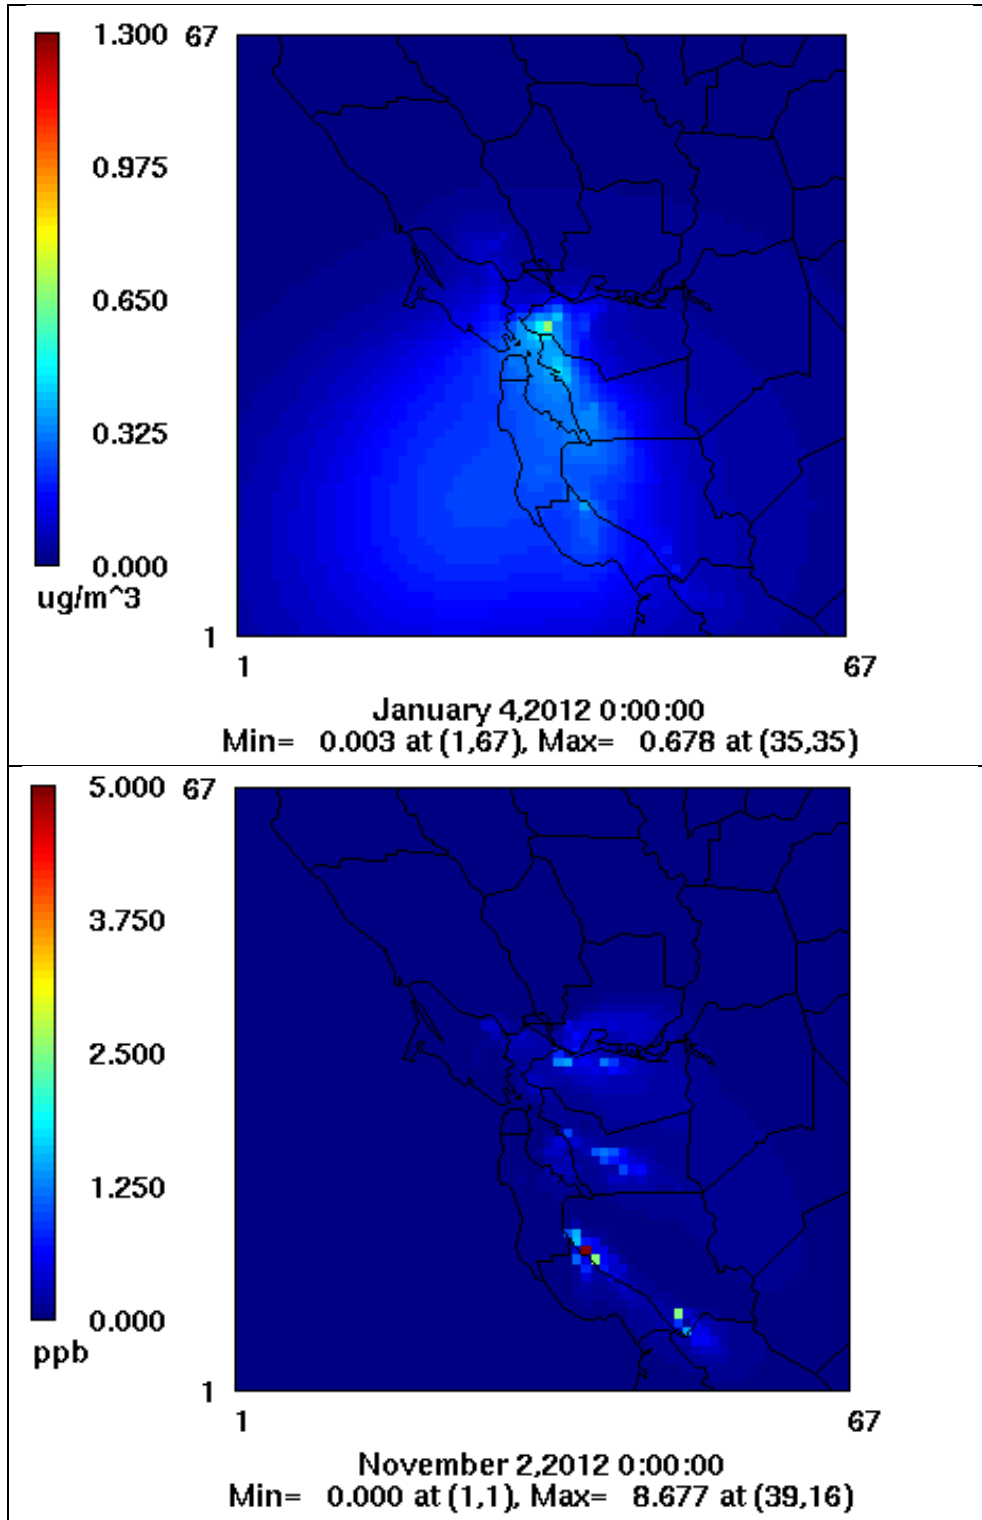 1.300 67
0.975
0.650
0.325
0.000
ug/m^3
1
1 67
January 4,2012 0:00:00
Min= 0.003 at (1,67), Max= 0.678 at (35,35)
5.000 67
3.750
2.500
1.250
0.000
ppb
1
1 67
November 2,2012 0:00:00
Min= 0.000 at (1,1), Max= 8.677 at (39,16)